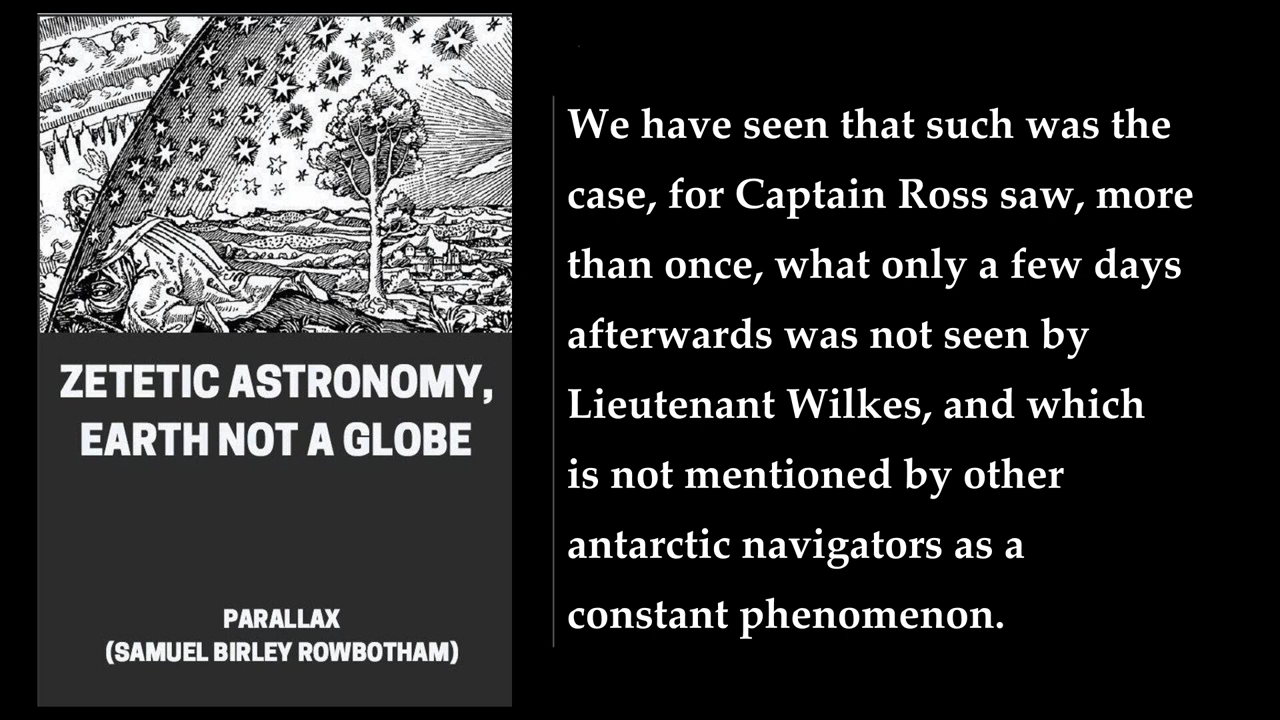 ZETETIC ASTRONOMY,
EARTH NOT A GLOBE
PARALLAX
(SAMUEL BIRLEY ROWBOTHAM)
We have seen that such was the
case, for Captain Ross saw, more
than once, what only a few days
afterwards was not seen by
Lieutenant Wilkes, and which
is not mentioned by other
antarctic navigators as a
constant phenomenon.